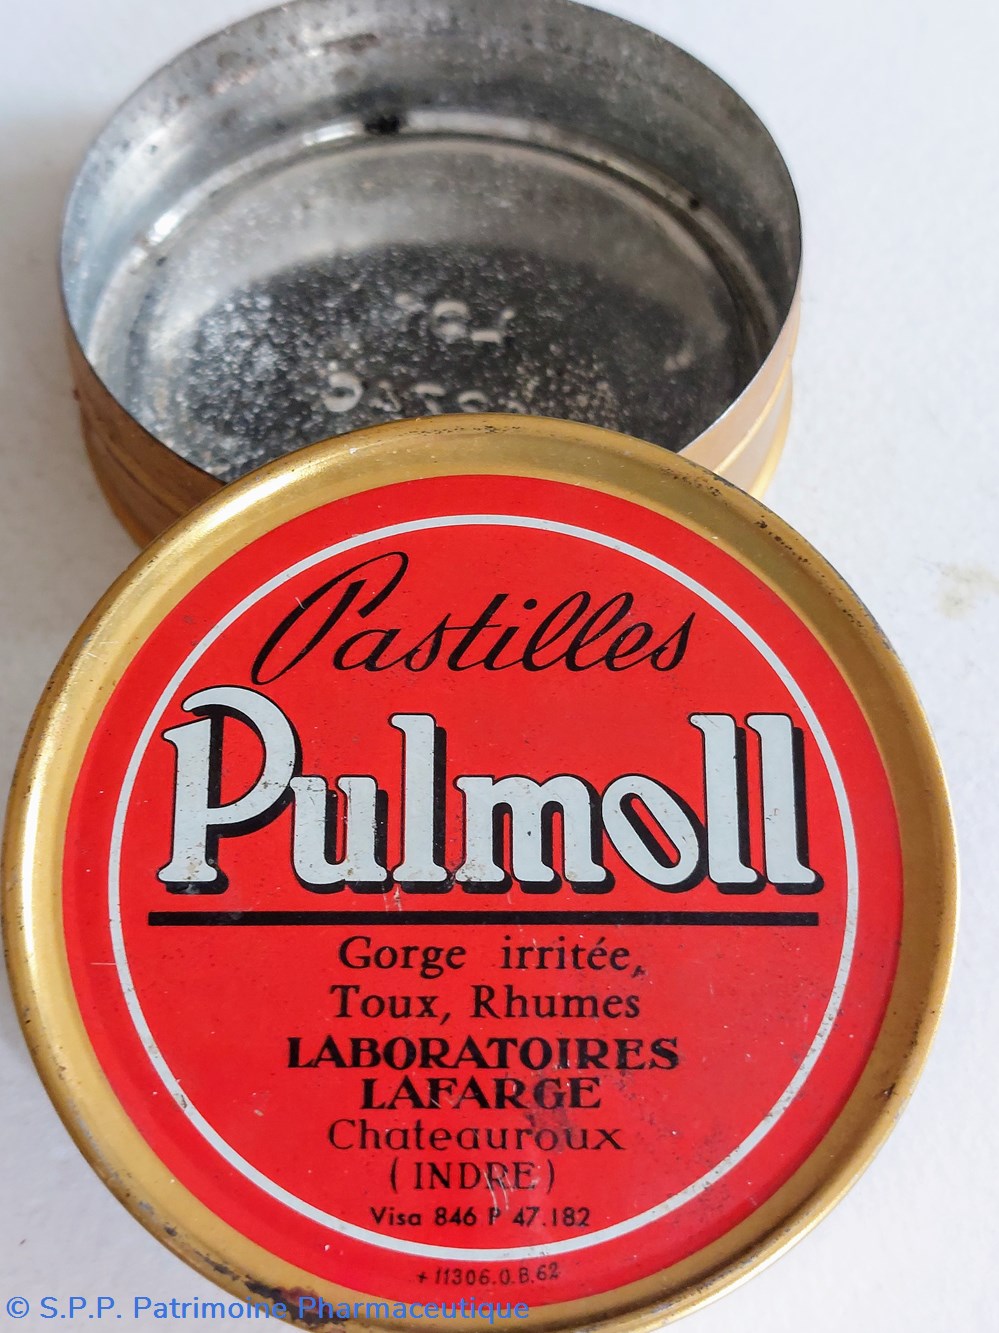 Pastilles
Pulmoll
Gorge irritée,
Toux, Rhumes
LABORATOIRES
LAFARGE
Chateauroux
(INDRE)
Visa 846 P 47.182
+ 11306.O.B.62
© S.P.P. Patrimoine Pharmaceutique